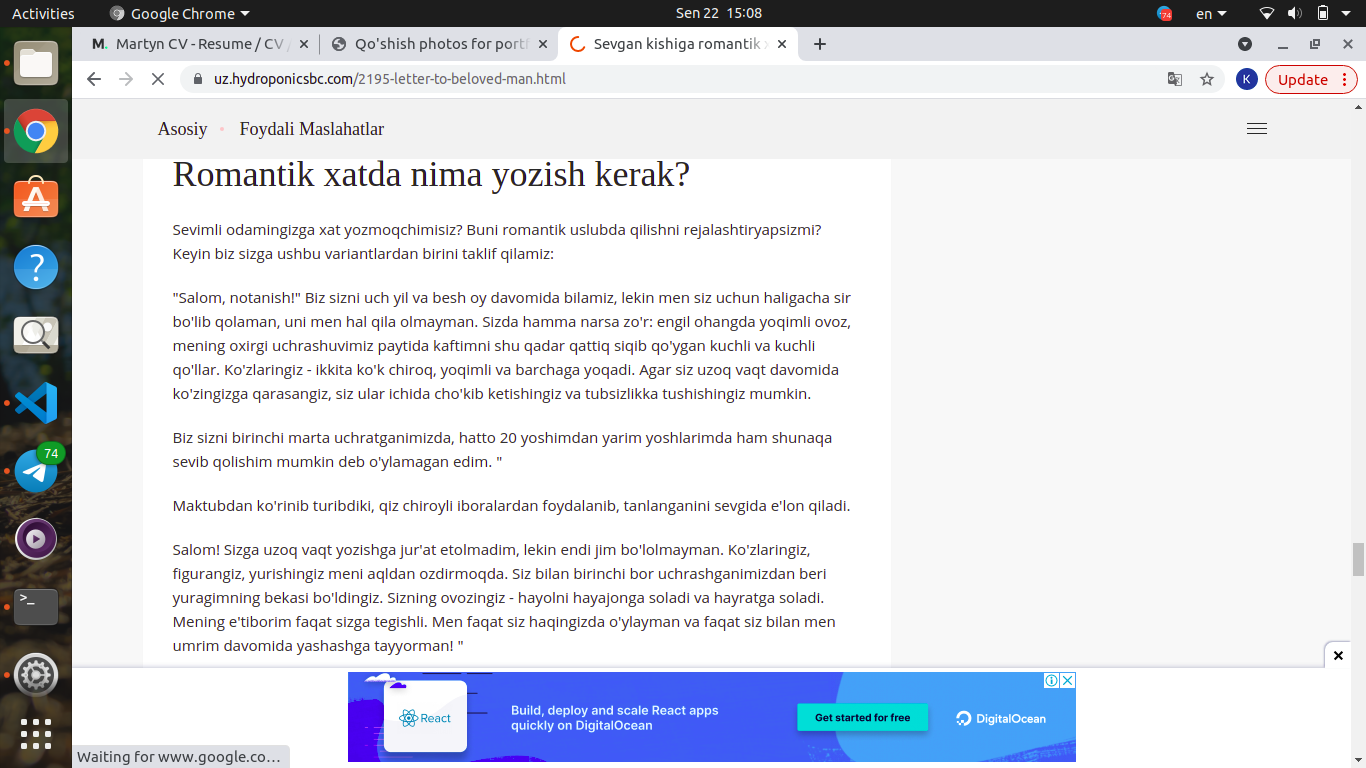 Activities
Google Chrome
Sen 22 15:08
74
en
M. Martyn CV - Resume / CV /
Qo'shish photos for portf
Sevgan kishiga romantik x
uz.hydroponicsbc.com/2195-letter-to-beloved-man.html
K
Update
Asosiy
Foydali Maslahatlar
Romantik xatda nima yozish kerak?
Sevimli odamingizga xat yozmoqchimisiz? Buni romantik uslubda qilishni rejalashtiryapsizmi?
Keyin biz sizga ushbu variantlardan birini taklif qilamiz:
"Salom, notanish!" Biz sizni uch yil va besh oy davomida bilamiz, lekin men siz uchun haligacha sir
bo'lib qolaman, uni men hal qila olmayman. Sizda hamma narsa zo'r: engil ohangda yoqimli ovoz,
mening oxirgi uchrashuvimiz paytida kaftimni shu qadar qattiq siqib qo'ygan kuchli va kuchli
qo'llar. Ko'zlaringiz - ikkita ko'k chiroq, yoqimli va barchaga yoqadi. Agar siz uzoq vaqt davomida
ko'zingizga qarasangiz, siz ular ichida cho'kib ketishingiz va tubsizlikka tushishingiz mumkin.
Biz sizni birinchi marta uchratganimizda, hatto 20 yoshimdan yarim yoshlarimda ham shunaqa
sevib qolishim mumkin deb o'ylamagan edim. "
Maktubdan ko'rinib turibdiki, qiz chiroyli iboralardan foydalanib, tanlanganini sevgida e'lon qiladi.
Salom! Sizga uzoq vaqt yozishga jur'at etolmadim, lekin endi jim bo'lolmayman. Ko'zlaringiz,
figurangiz, yurishingiz meni aqldan ozdirmoqda. Siz bilan birinchi bor uchrashganimizdan beri
yuragimning bekasi bo'ldingiz. Sizning ovozingiz - hayolni hayajonga soladi va hayratga soladi.
Mening e'tiborim faqat sizga tegishli. Men faqat siz haqingizda o'ylayman va faqat siz bilan men
umrim davomida yashashga tayyorman! "
74
React
Build, deploy and scale React apps
quickly on DigitalOcean
Get started for free
DigitalOcean
Waiting for www.google.co…